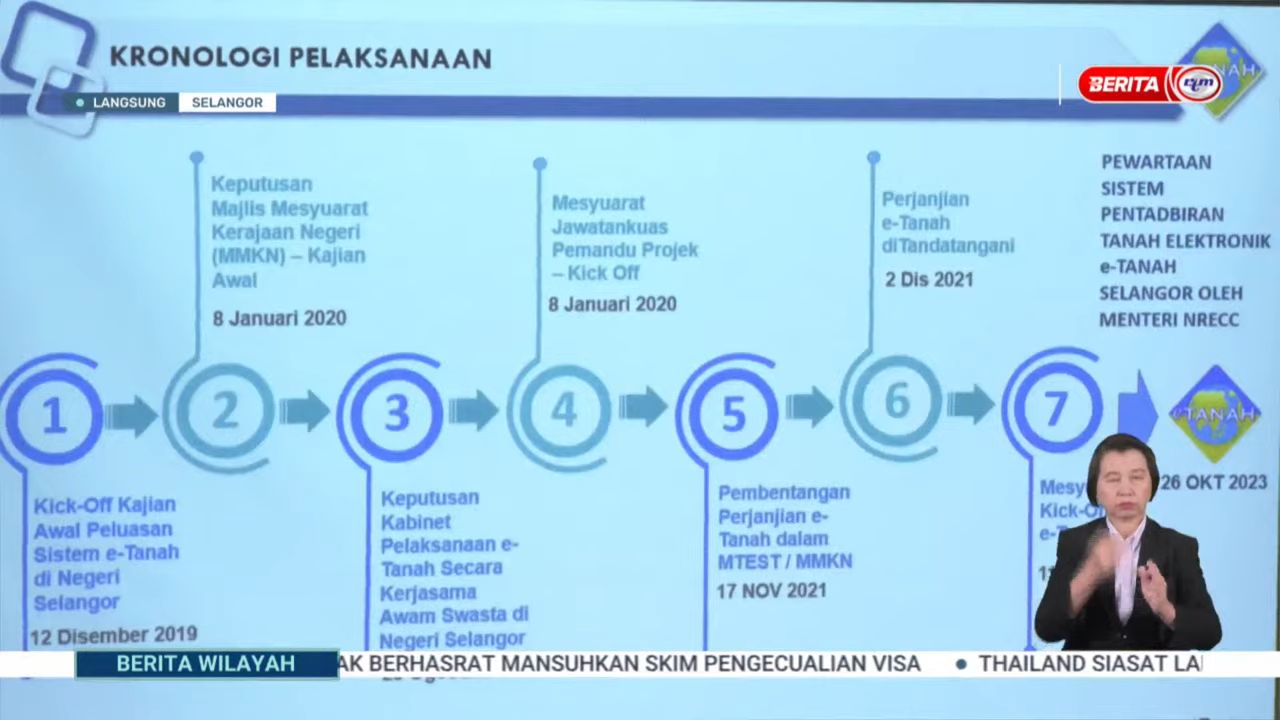 KRONOLOGI PELAKSANAAN
BERITA
LANGSUNG
SELANGOR
Keputusan
Majlis Mesyuarat
Kerajaan Negeri
(MMKN) – Kajian
Awal
8 Januari 2020
Mesyuarat
Jawatankuas
Pemandu Projek
– Kick Off
8 Januari 2020
Perjanjian
e-Tanah
diTandatangani
2 Dis 2021
PEWARTAAN
SISTEM
PENTADBIRAN
TANAH ELEKTRONIK
e-TANAH
SELANGOR OLEH
MENTERI NRECC
1
2
3
4
5
6
7
eTANAH
26 OKT 2023
Kick-Off Kajian
Awal Peluasan
Sistem e-Tanah
di Negeri
Selangor
12 Disember 2019
Keputusan
Kabinet
Pelaksanaan e-
Tanah Secara
Kerjasama
Awam Swasta di
Negeri Selangor
Pembentangan
Perjanjian e-
Tanah dalam
MTEST / MMKN
17 NOV 2021
BERITA WILAYAH
AK BERHASRAT MANSUHKAN SKIM PENGECUALIAN VISA
• THAILAND SIASAT